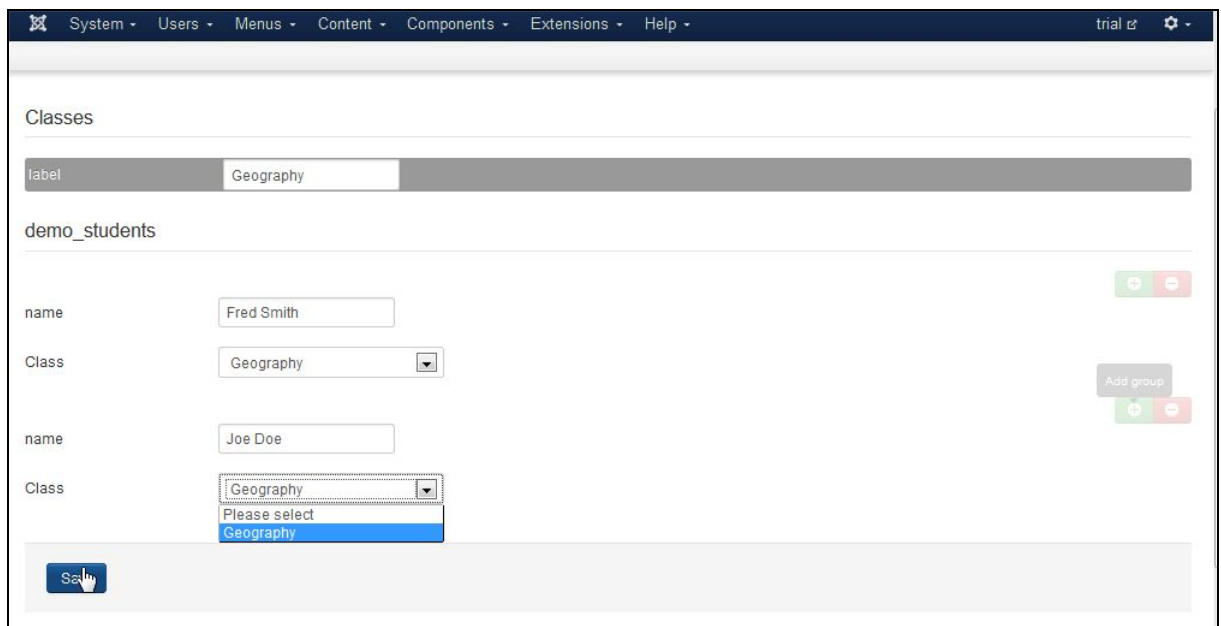 System Users Menus Content Components Extensions Help trial
Classes
label Geography
demo_students
name Fred Smith
Class Geography
Add group
name Joe Doe
Class Geography
Please select
Geography